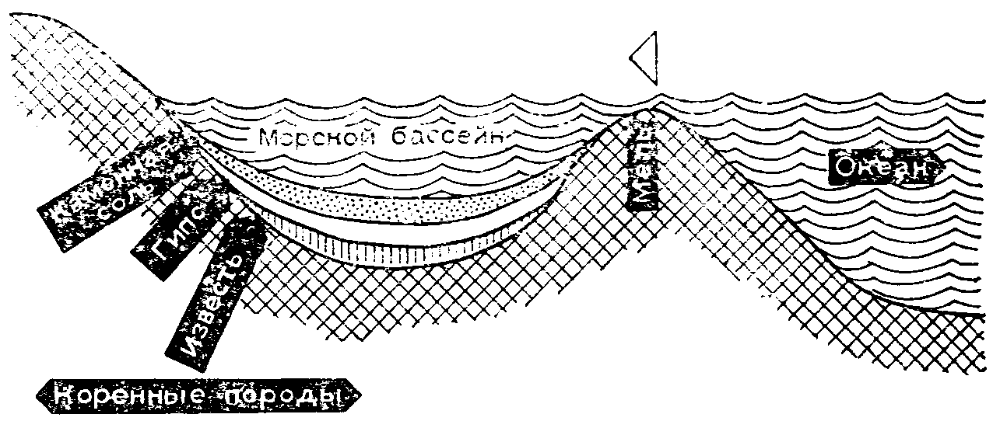 Морской бассейн
Океан
Мель
Каменная
соль
Гипс
Известь
Коренные породы